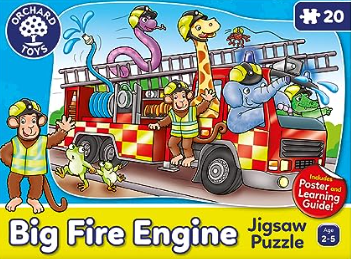 ORCHARD
TOYS
20
Includes
Poster and
Learning
Guide!
Big Fire Engine
Jigsaw
Puzzle
Age
2-5